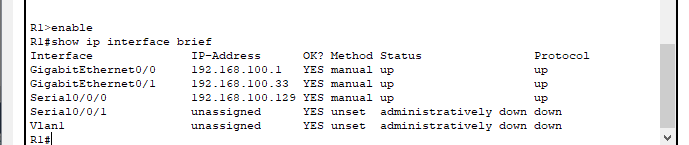 R1>enable
R1#show ip interface brief
Interface IP-Address OK? Method Status Protocol
GigabitEthernet0/0 192.168.100.1 YES manual up up
GigabitEthernet0/1 192.168.100.33 YES manual up up
Serial0/0/0 192.168.100.129 YES manual up up
Serial0/0/1 unassigned YES unset administratively down down
Vlan1 unassigned YES unset administratively down down
R1#